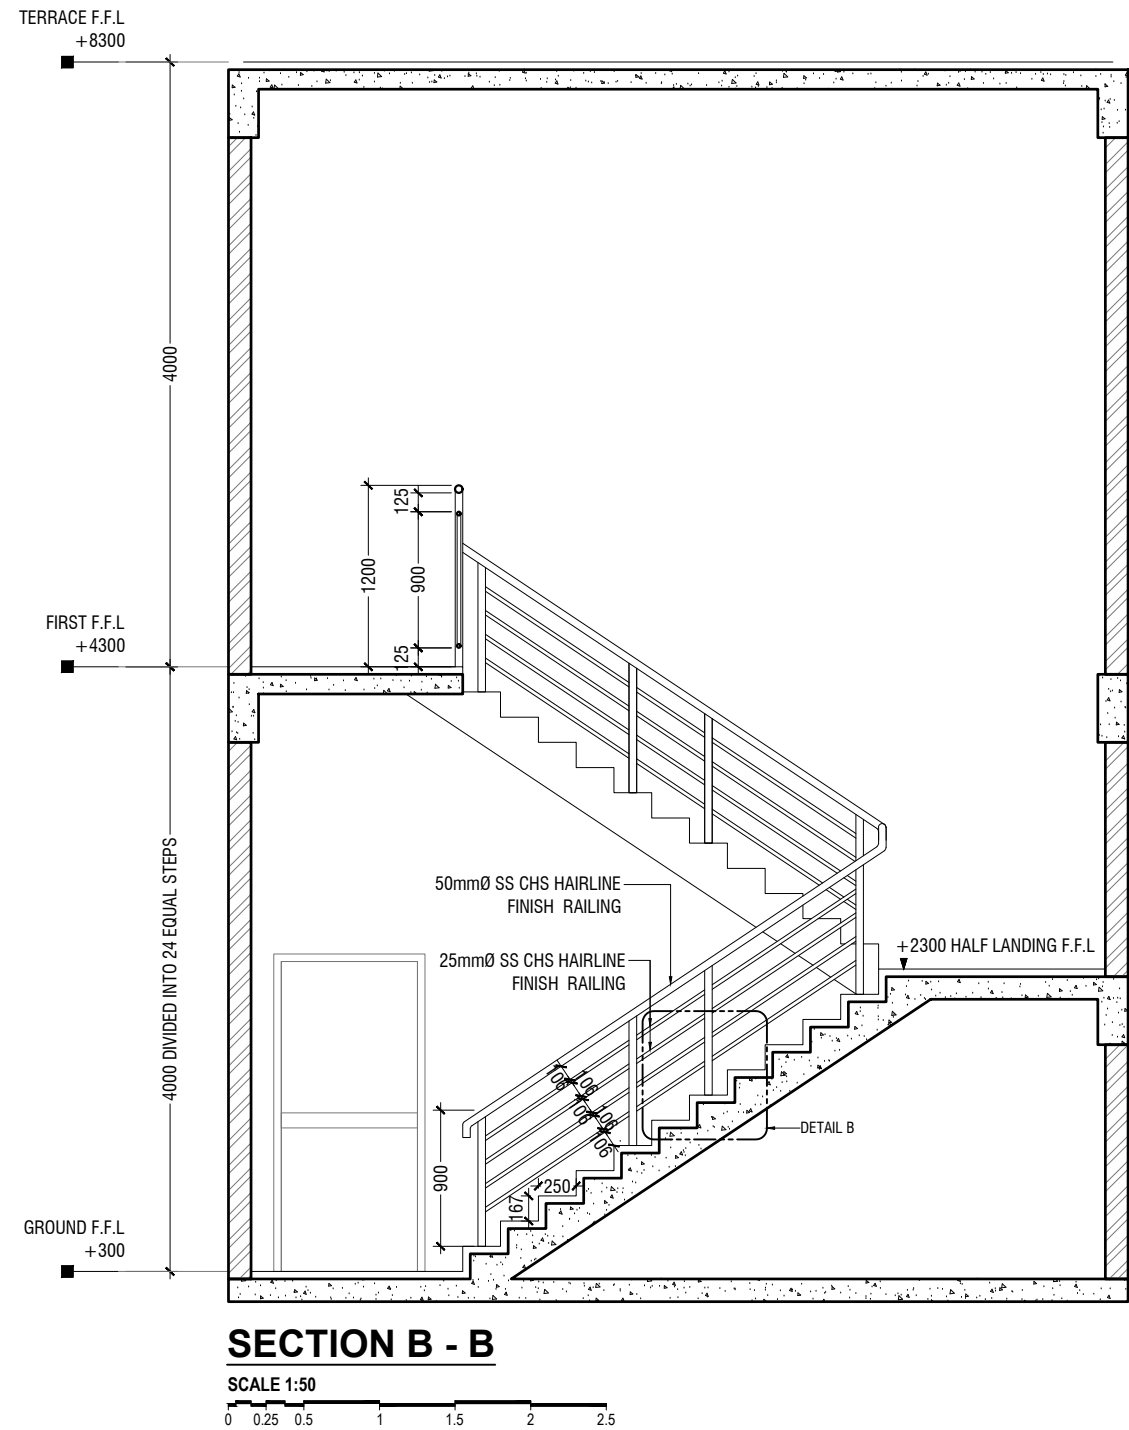 TERRACE F.F.L
+8300
4000
125
1200
900
125
FIRST F.F.L
+4300
4000 DIVIDED INTO 24 EQUAL STEPS
50mmØ SS CHS HAIRLINE
FINISH RAILING
25mmØ SS CHS HAIRLINE
FINISH RAILING
+2300 HALF LANDING F.F.L
106
106
106
106
106
DETAIL B
900
250
167
GROUND F.F.L
+300
SECTION B - B
SCALE 1:50
0 0.25 0.5 1 1.5 2 2.5